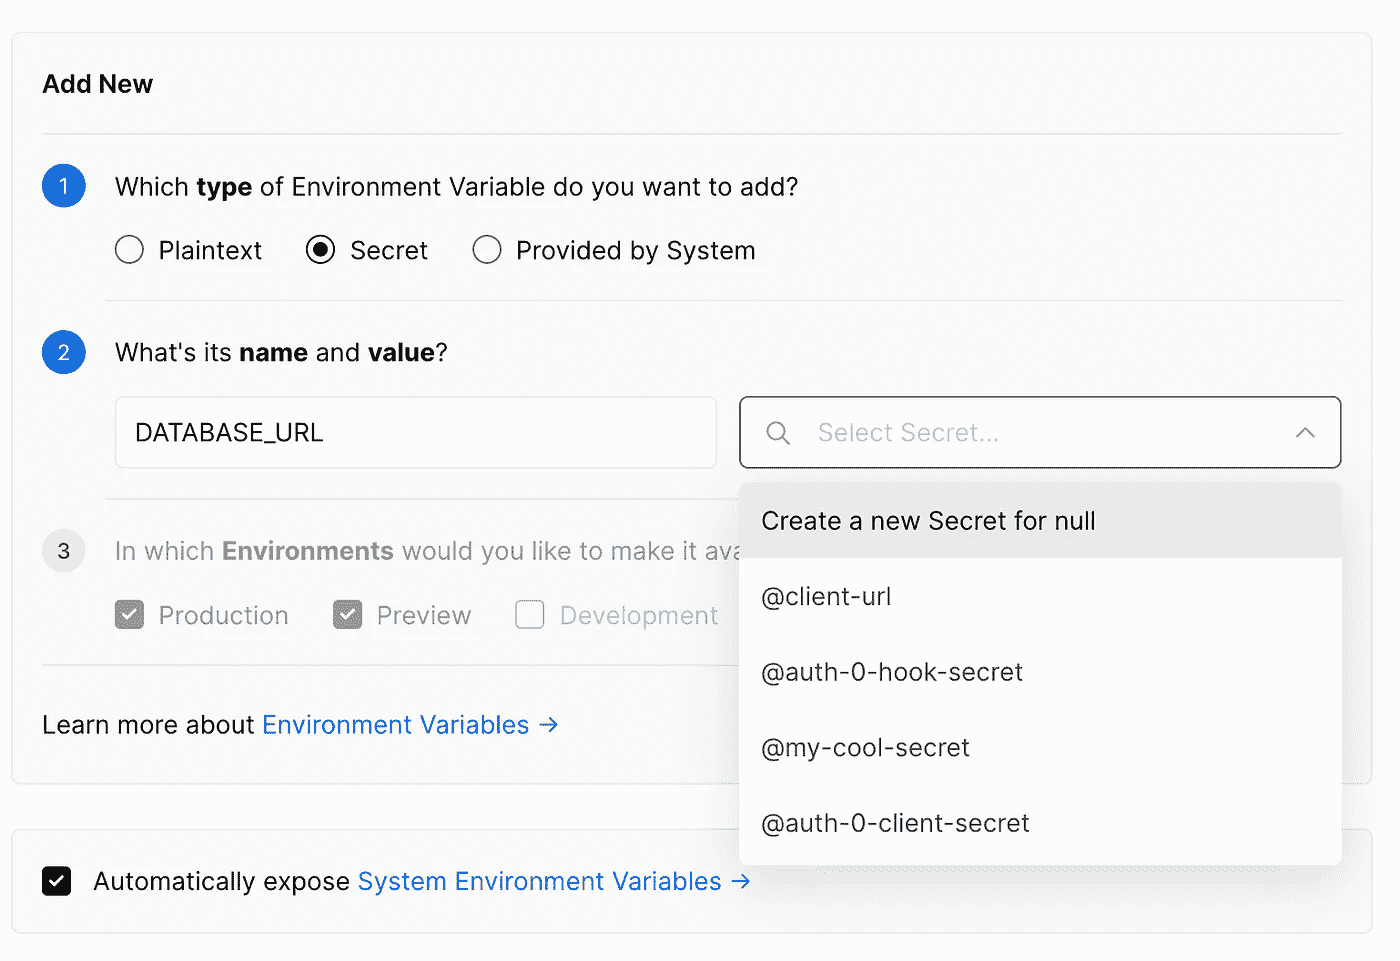 Add New
1
Which type of Environment Variable do you want to add?
Plaintext
Secret
Provided by System
2
What's its name and value?
DATABASE_URL
Select Secret...
Create a new Secret for null
@client-url
@auth-0-hook-secret
@my-cool-secret
@auth-0-client-secret
3
In which Environments would you like to make it
Production
Preview
Development
Learn more about Environment Variables →
Automatically expose System Environment Variables →